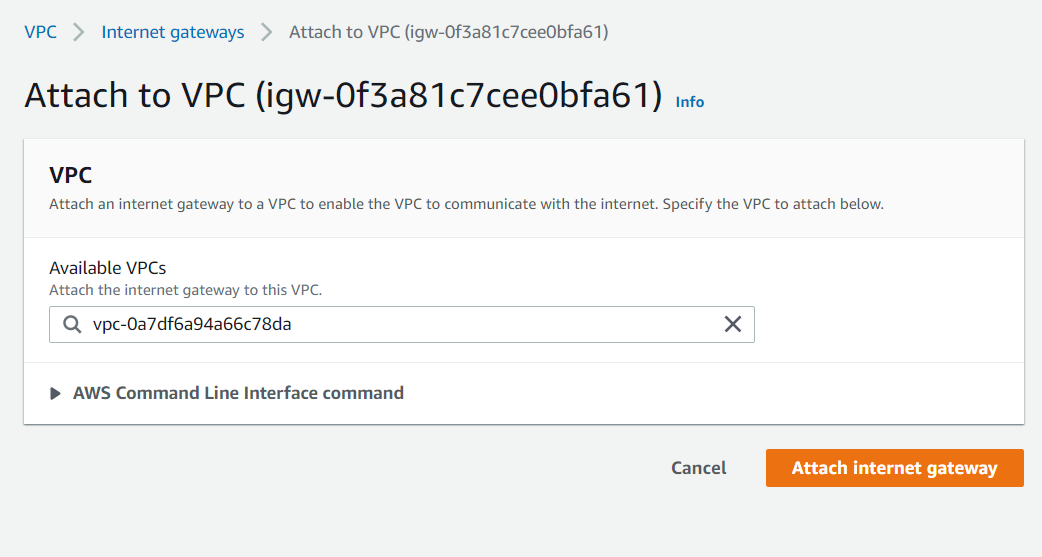 VPC > Internet gateways > Attach to VPC (igw-0f3a81c7cee0bfa61)
Attach to VPC (igw-0f3a81c7cee0bfa61) Info
VPC
Attach an internet gateway to a VPC to enable the VPC to communicate with the internet. Specify the VPC to attach below.
Available VPCs
Attach the internet gateway to this VPC.
vpc-0a7df6a94a66c78da
AWS Command Line Interface command
Cancel Attach internet gateway